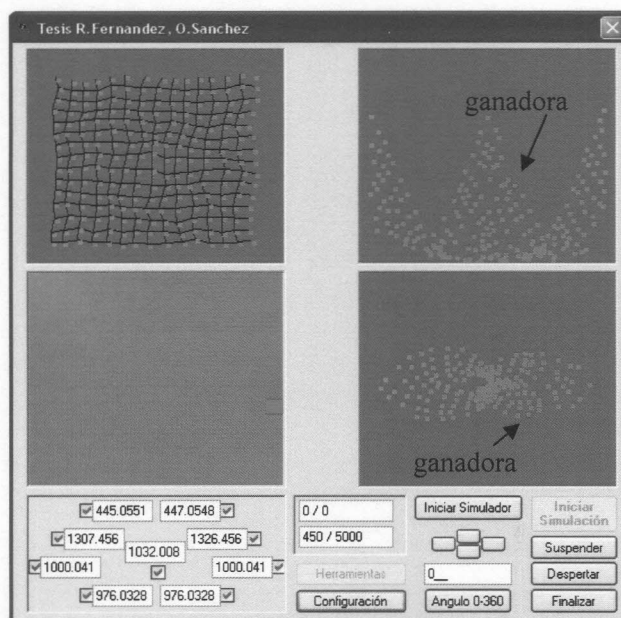 Tesis R.Fernandez , O.Sanchez
ganadora
ganadora
445.0551 447.0548
1307.456 1326.456
1032.008
1000.041 1000.041
976.0328 976.0328
0 / 0
450 / 5000
Herramientas
Configuración
Iniciar Simulador
0__
Angulo 0-360
Iniciar
Simulación
Suspender
Despertar
Finalizar